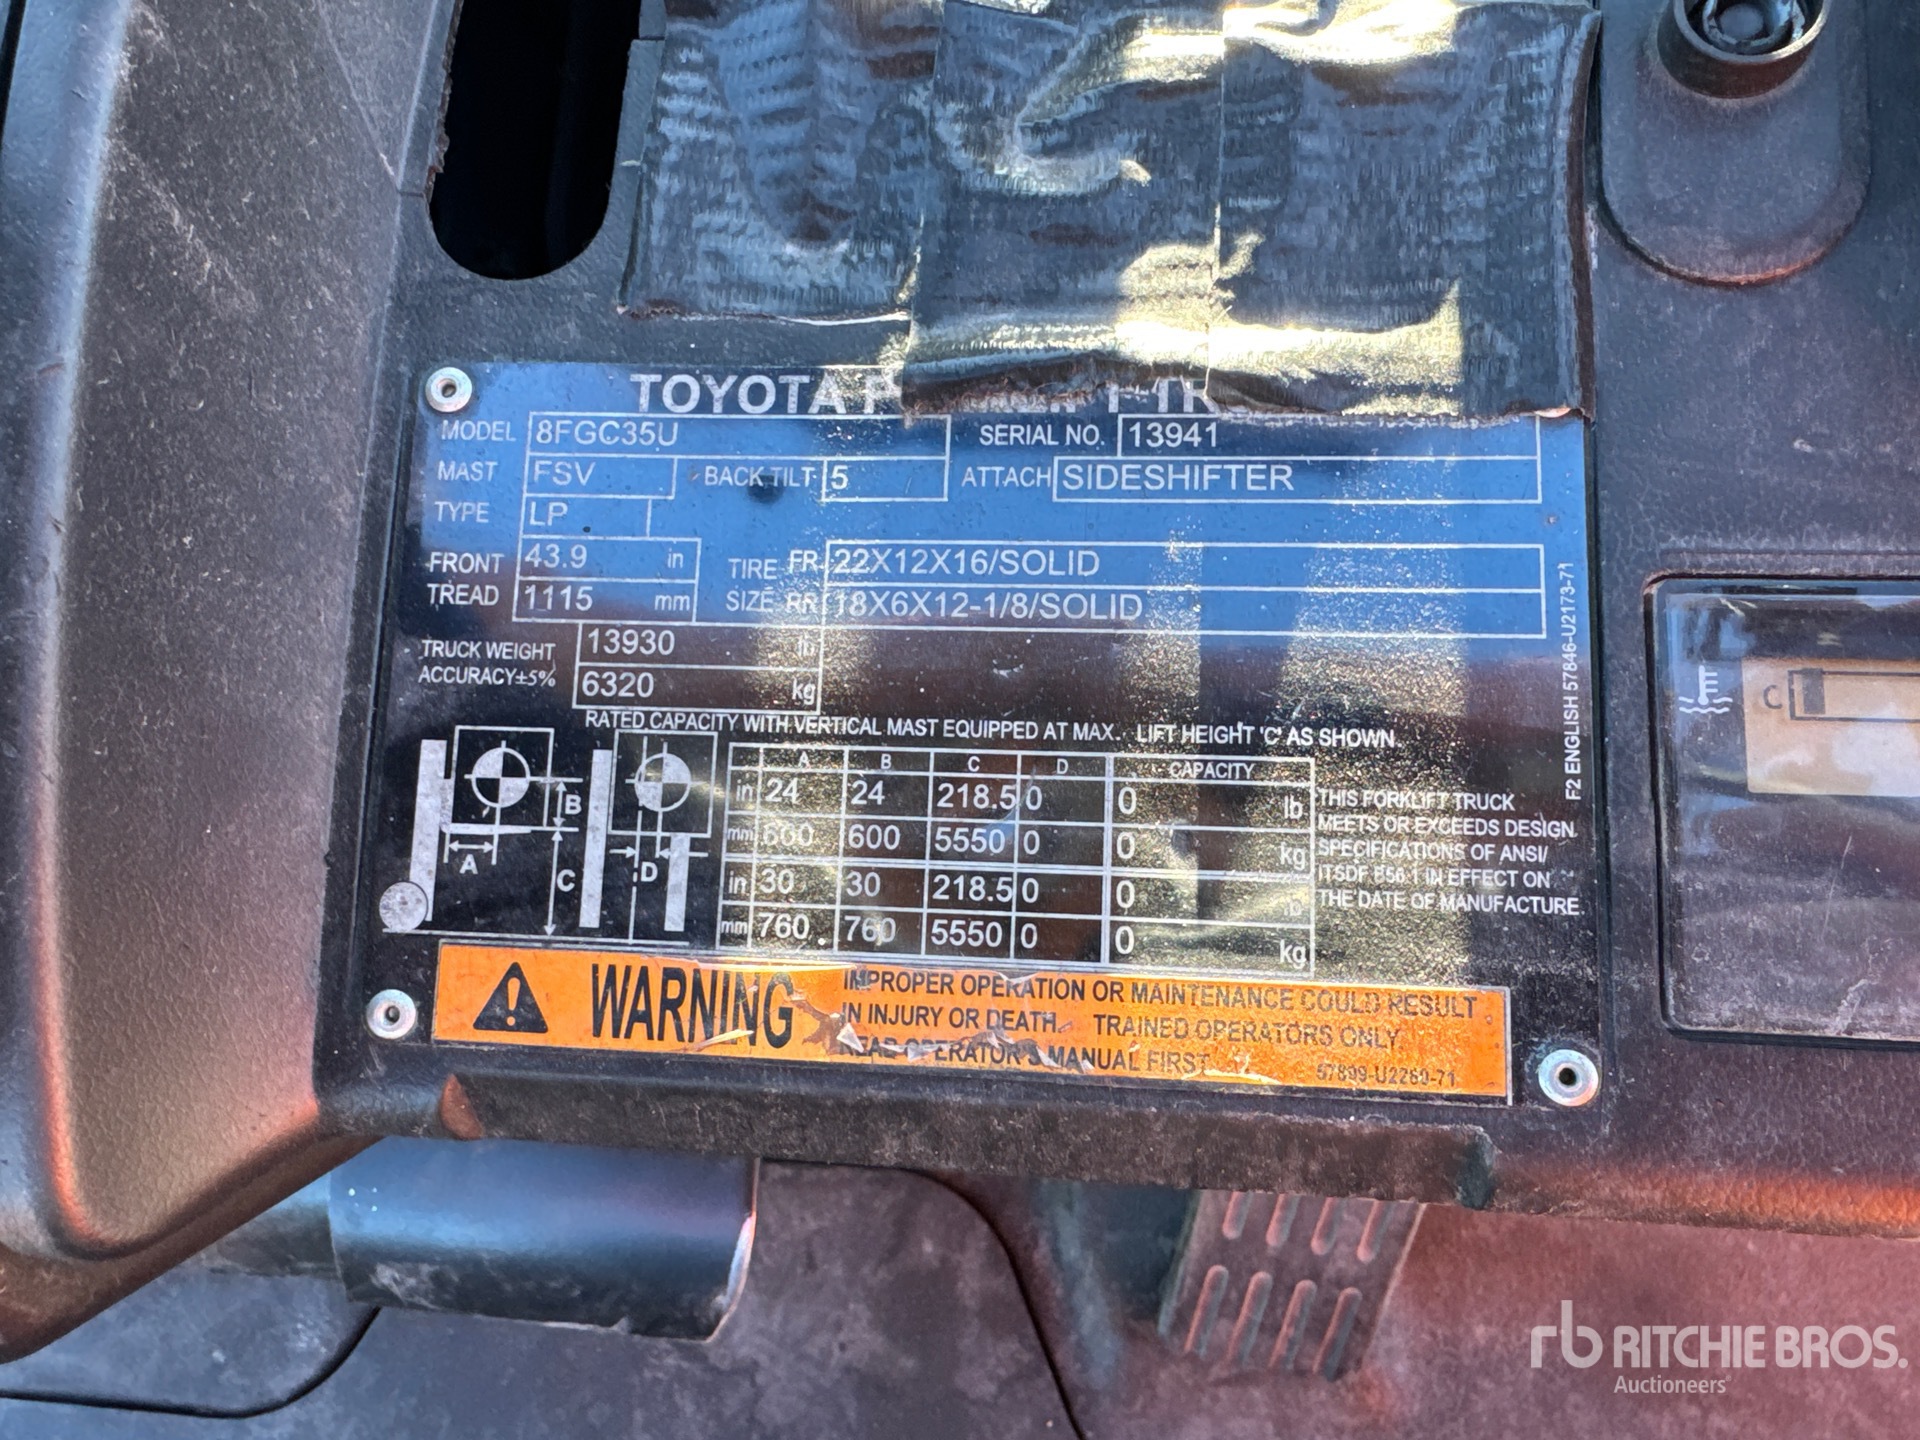 TOYOTA
MODEL 8FGC35U SERIAL NO. 13941
MAST FSV BACK TILT 5 ATTACH SIDESHIFTER
TYPE LP
FRONT TREAD 43.9 in TIRE SIZE FR 22X12X16/SOLID
1115 mm RR 18X6X12-1/8/SOLID
TRUCK WEIGHT 13930 lb
ACCURACY±5% 6320 kg
RATED CAPACITY WITH VERTICAL MAST EQUIPPED AT MAX. LIFT HEIGHT 'C' AS SHOWN.
A B C D CAPACITY
in 24 24 218.5 0 0 lb
mm 600 600 5550 0 0 kg
in 30 30 218.5 0 0 lb
mm 760 760 5550 0 0 kg
B
A
C
D
THIS FORKLIFT TRUCK
MEETS OR EXCEEDS DESIGN
SPECIFICATIONS OF ANSI/
ITSDF B56.1 IN EFFECT ON
THE DATE OF MANUFACTURE.
F2 ENGLISH 57846-U2173-71
WARNING
IMPROPER OPERATION OR MAINTENANCE COULD RESULT
IN INJURY OR DEATH. TRAINED OPERATORS ONLY.
READ OPERATOR'S MANUAL FIRST.
57899-U2260-71
C
rb RITCHIE BROS.
Auctioneers